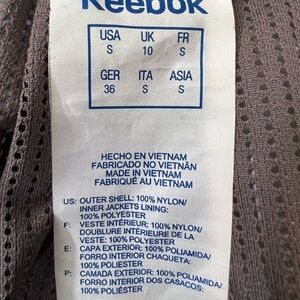 Reebok
USA UK FR
S 10 S
GER ITA ASIA
36 S S
HECHO EN VIETNAM
FABRICADO NO VIETNÃN
MADE IN VIETNAM
FABRIQUÉ AU VIETNAM
US: OUTER SHELL: 100% NYLON/
INNER JACKETS LINING:
100% POLYESTER
F: VESTE INTÉRIEUR: 100% NYLON/
DOUBLURE INTÉRIEURE DE LA
VESTE: 100% POLYESTER
E: CAPA EXTERIOR: 100% POLIAMIDA/
FORRO INTERIOR CHAQUETA:
100% POLIESTER
P: CAMADA EXTERIOR: 100% POLIAMIDA/
FORRO INTERIOR DOS CASACOS:
100% POLIÉSTER